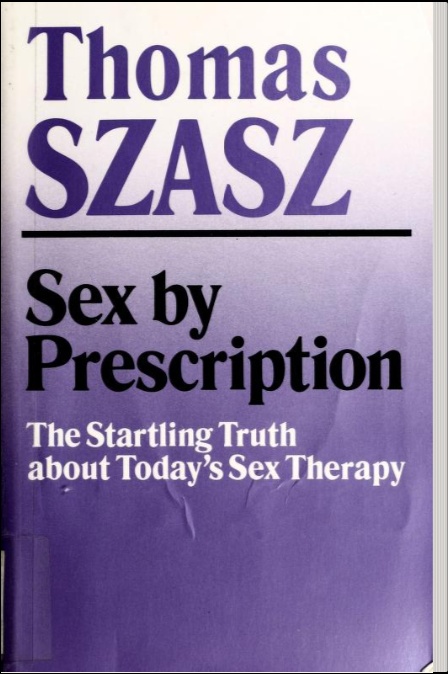 Thomas
SZASZ
Sex by
Prescription
The Startling Truth
about Today's Sex Therapy